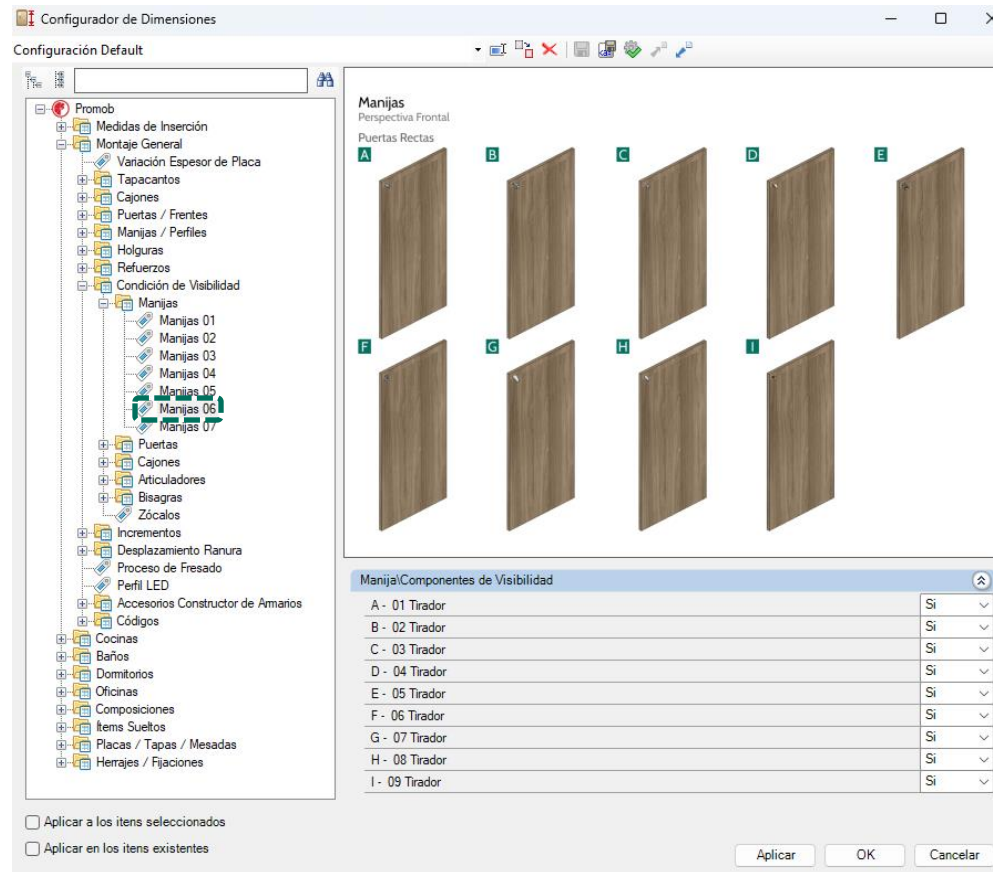 Configurador de Dimensiones
Configuración Default
Promob
Medidas de Inserción
Montaje General
Variación Espesor de Placa
Tapacantos
Cajones
Puertas / Frentes
Manijas / Perfiles
Holguras
Refuerzos
Condición de Visibilidad
Manijas
Manijas 01
Manijas 02
Manijas 03
Manijas 04
Manijas 05
Manijas 06
Manijas 07
Puertas
Cajones
Articuladores
Bisagras
Zócalos
Incrementos
Desplazamiento Ranura
Proceso de Fresado
Perfil LED
Accesorios Constructor de Armarios
Códigos
Cocinas
Baños
Dormitorios
Oficinas
Composiciones
Ítems Sueltos
Placas / Tapas / Mesadas
Herrajes / Fijaciones
Manijas
Perspectiva Frontal
Puertas Rectas
A B C D E
F G H I
Manija\Componentes de Visibilidad
A - 01 Tirador Si
B - 02 Tirador Si
C - 03 Tirador Si
D - 04 Tirador Si
E - 05 Tirador Si
F - 06 Tirador Si
G - 07 Tirador Si
H - 08 Tirador Si
I - 09 Tirador Si
Aplicar a los itens seleccionados
Aplicar en los itens existentes
Aplicar OK Cancelar